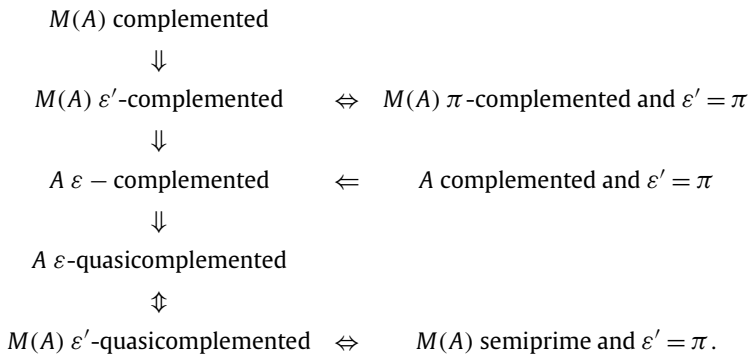 M(A) complemented
⇓
M(A) ε′-complemented ⇔ M(A) π-complemented and ε′ = π
⇓
A ε − complemented ⇐ A complemented and ε′ = π
⇓
A ε-quasicomplemented
⇕
M(A) ε′-quasicomplemented ⇔ M(A) semiprime and ε′ = π.